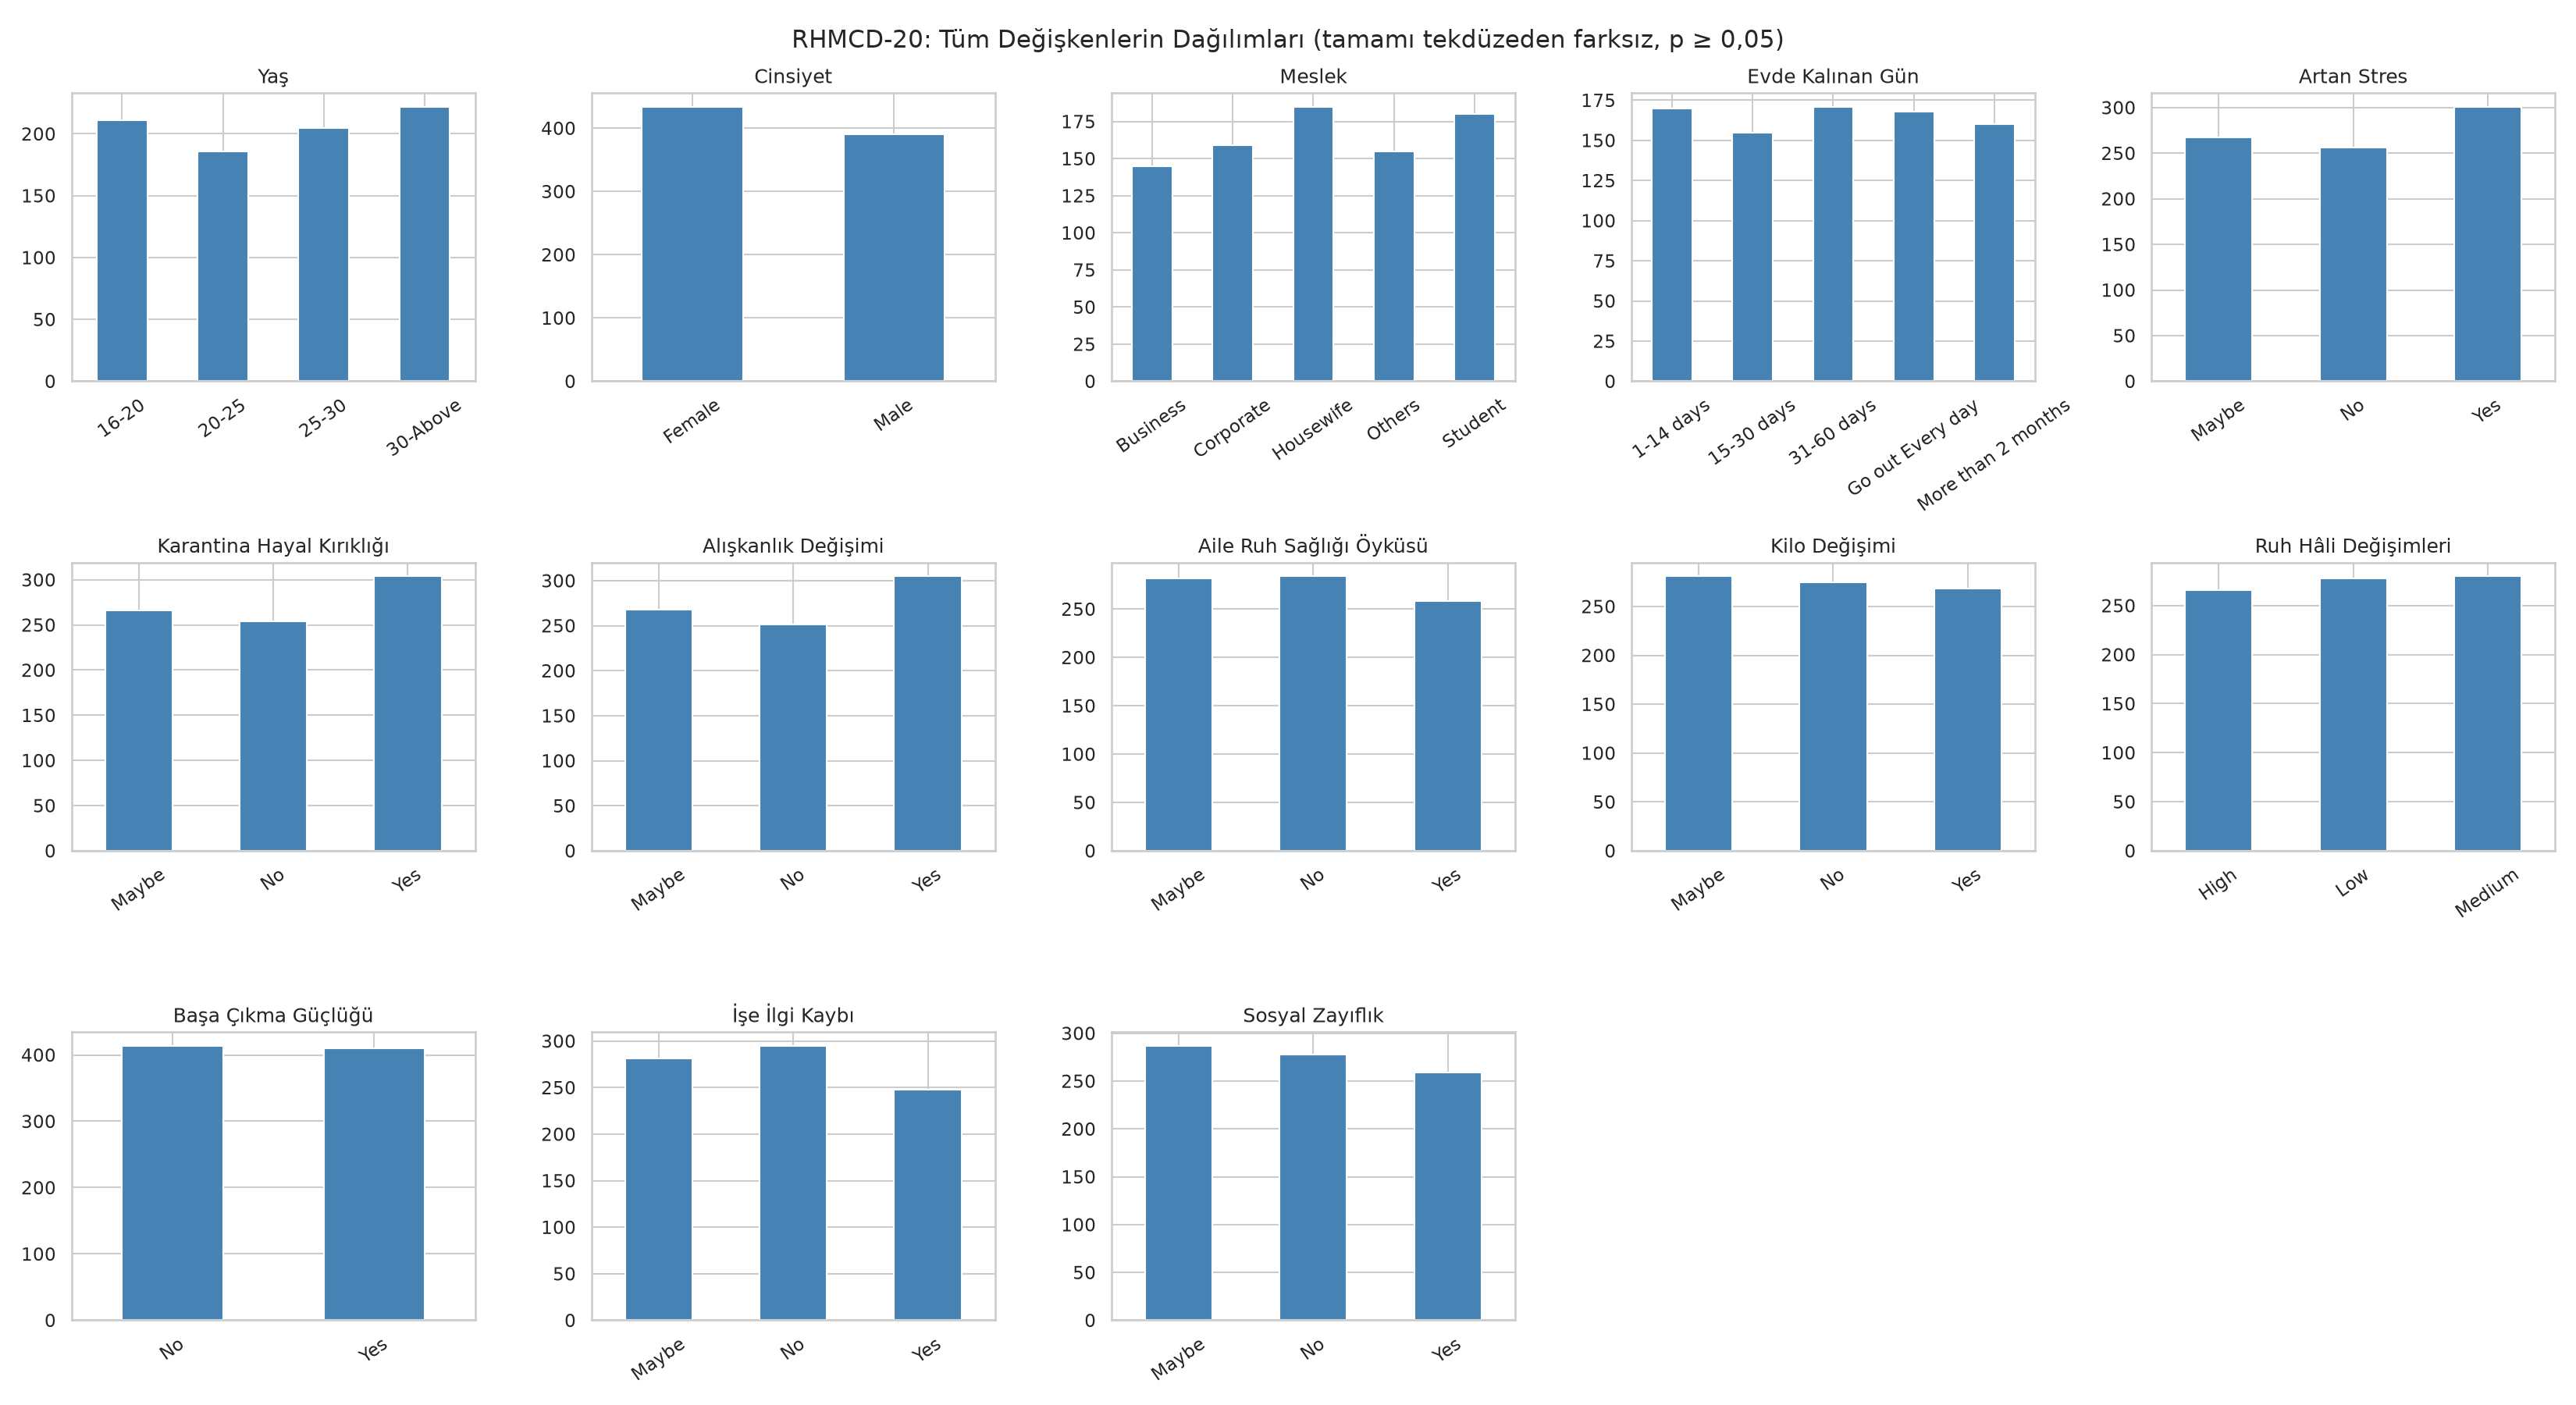 RHMCD-20: Tüm Değişkenlerin Dağılımları (tamamı tekdüzeden farksız, p ≥ 0,05)
Yaş
200
150
100
50
0
16-20
20-25
25-30
30-Above
Cinsiyet
400
300
200
100
0
Female
Male
Meslek
175
150
125
100
75
50
25
0
Business
Corporate
Housewife
Others
Student
Evde Kalınan Gün
175
150
125
100
75
50
25
0
1-14 days
15-30 days
31-60 days
Go out Every day
More than 2 months
Artan Stres
300
250
200
150
100
50
0
Maybe
No
Yes
Karantina Hayal Kırıklığı
300
250
200
150
100
50
0
Maybe
No
Yes
Alışkanlık Değişimi
300
250
200
150
100
50
0
Maybe
No
Yes
Aile Ruh Sağlığı Öyküsü
250
200
150
100
50
0
Maybe
No
Yes
Kilo Değişimi
250
200
150
100
50
0
Maybe
No
Yes
Ruh Hâli Değişimleri
250
200
150
100
50
0
High
Low
Medium
Başa Çıkma Güçlüğü
400
300
200
100
0
No
Yes
İşe İlgi Kaybı
300
250
200
150
100
50
0
Maybe
No
Yes
Sosyal Zayıflık
300
250
200
150
100
50
0
Maybe
No
Yes